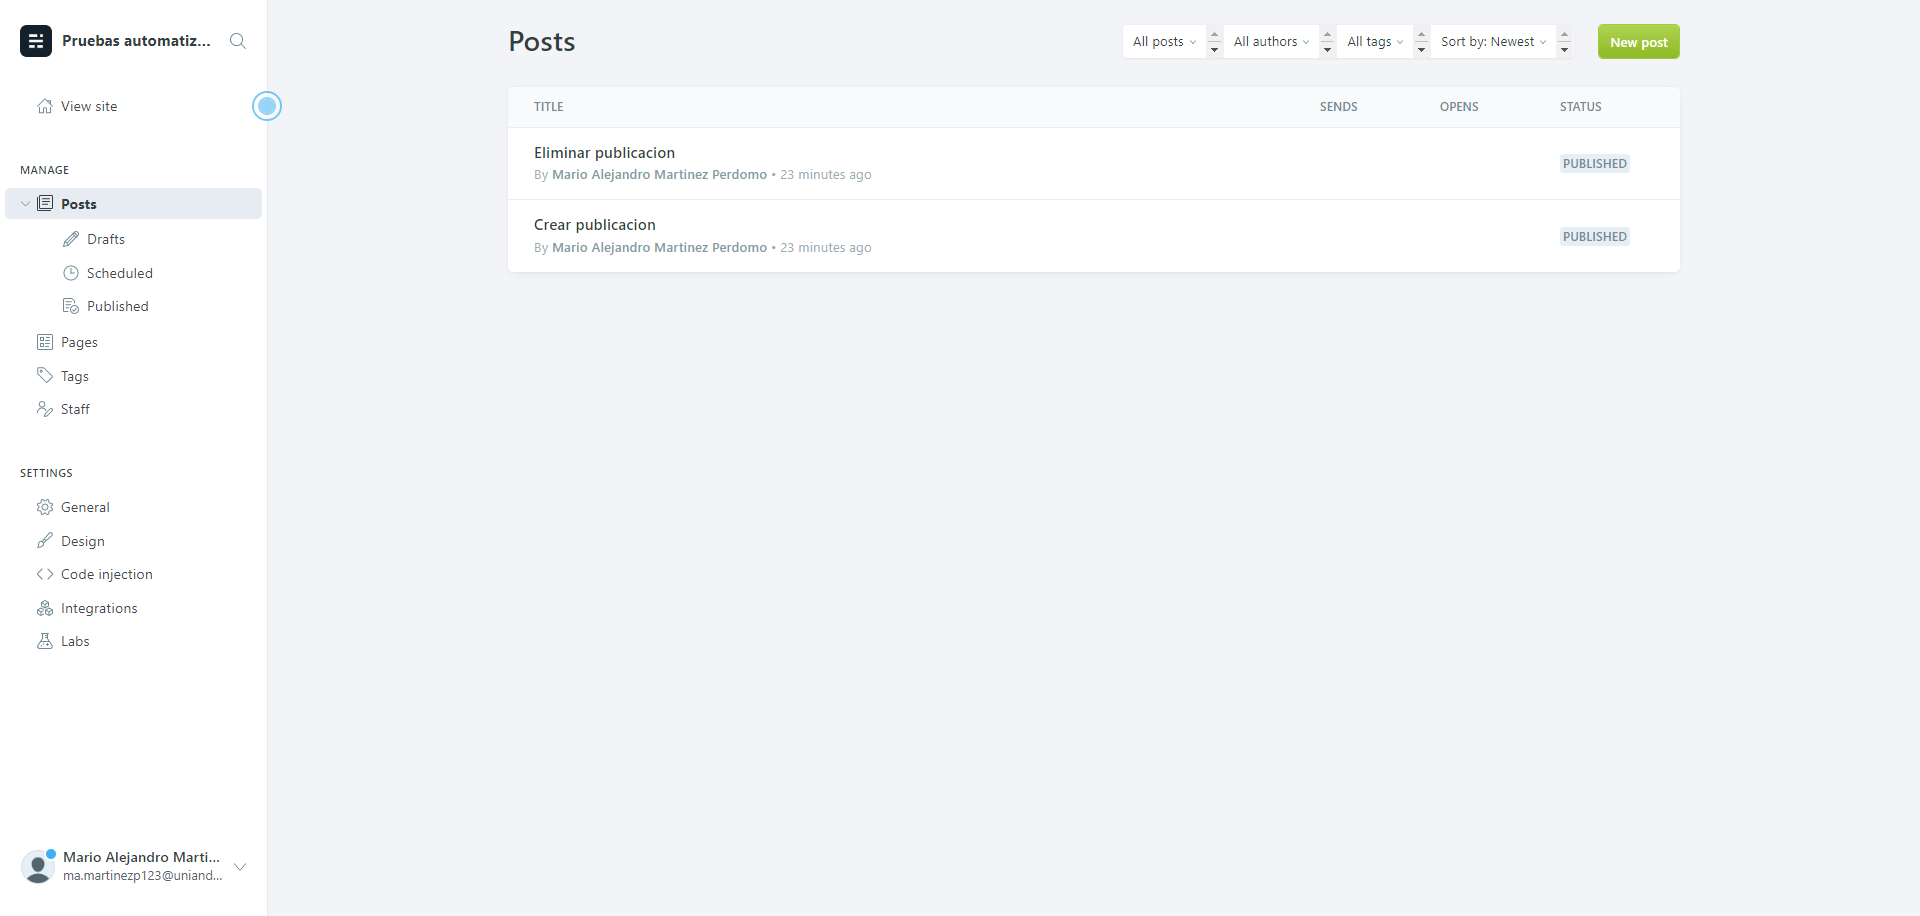 Pruebas automatiz...
View site
MANAGE
Posts
Drafts
Scheduled
Published
Pages
Tags
Staff
SETTINGS
General
Design
Code injection
Integrations
Labs
Mario Alejandro Marti...
ma.martinezp123@uniand...
Posts
All posts
All authors
All tags
Sort by: Newest
New post
TITLE SENDS OPENS STATUS
Eliminar publicacion
By Mario Alejandro Martinez Perdomo • 23 minutes ago
PUBLISHED
Crear publicacion
By Mario Alejandro Martinez Perdomo • 23 minutes ago
PUBLISHED